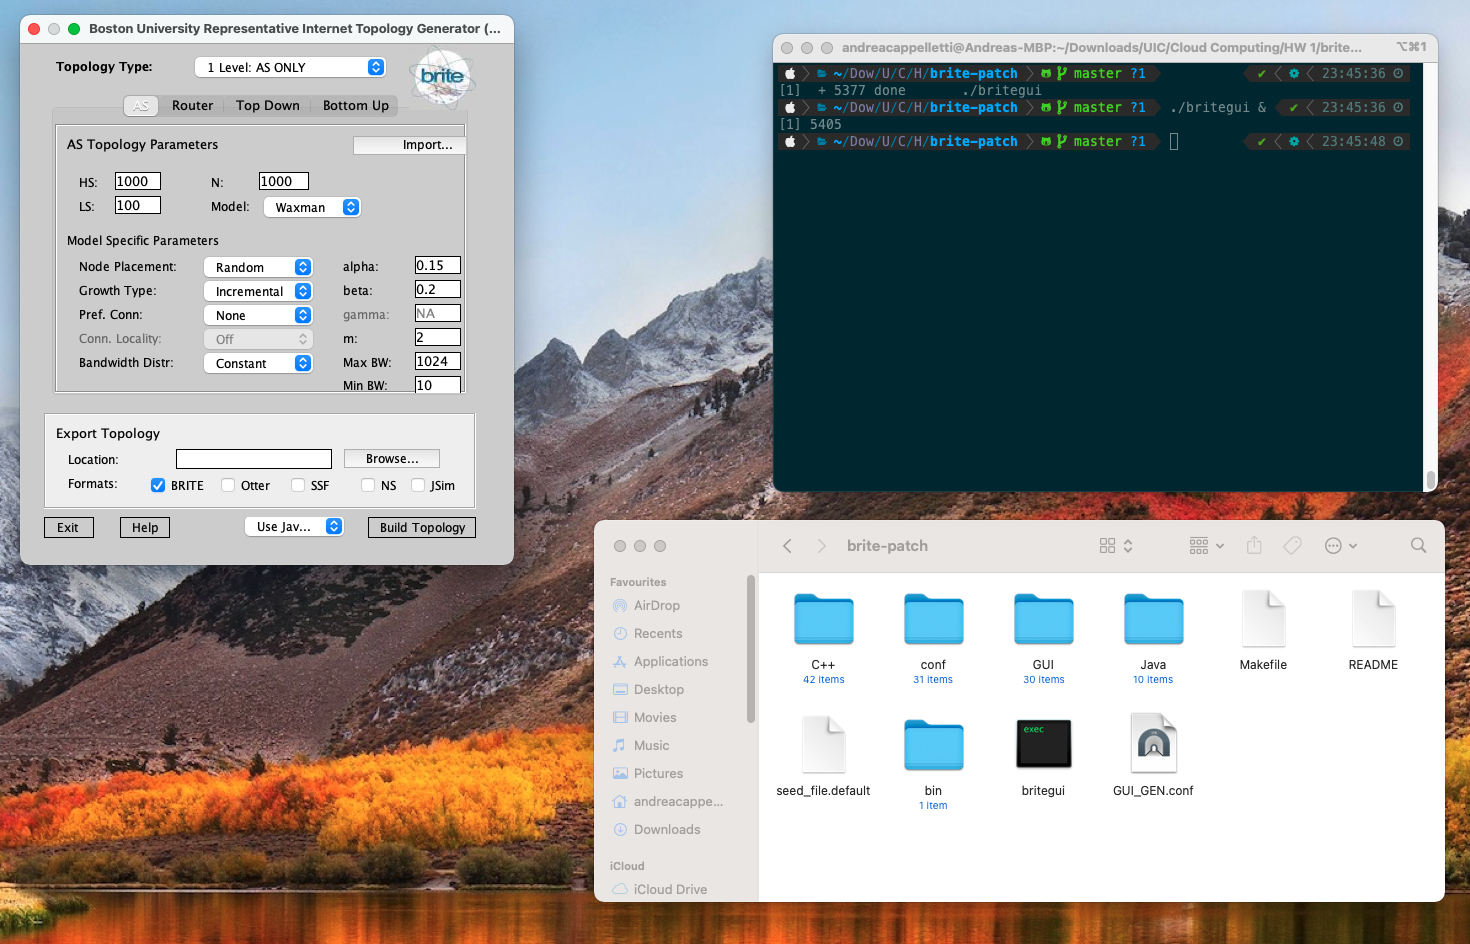 Boston University Representative Internet Topology Generator (...
Topology Type:
1 Level: AS ONLY
brite
AS
Router
Top Down
Bottom Up
AS Topology Parameters
Import...
HS:
1000
N:
1000
LS:
100
Model:
Waxman
Model Specific Parameters
Node Placement:
Random
alpha:
0.15
Growth Type:
Incremental
beta:
0.2
Pref. Conn:
None
gamma:
NA
Conn. Locality:
Off
m:
2
Bandwidth Distr:
Constant
Max BW:
1024
Min BW:
10
Export Topology
Location:
Browse...
Formats:
BRITE
Otter
SSF
NS
JSim
Exit
Help
Use Jav...
Build Topology
andreacappelletti@Andreas-MBP:~/Downloads/UIC/Cloud Computing/HW 1/brite...
⌥⌘1
~/Dow/U/C/H/brite-patch master ?1 ✔ 23:45:36
[1]  + 5377 done       ./britegui
~/Dow/U/C/H/brite-patch master ?1 ./britegui & ✔ 23:45:36
[1] 5405
~/Dow/U/C/H/brite-patch master ?1 ✔ 23:45:48
brite-patch
Favourites
AirDrop
Recents
Applications
Desktop
Movies
Music
Pictures
andreacappe...
Downloads
iCloud
iCloud Drive
C++
42 items
conf
31 items
GUI
30 items
Java
10 items
Makefile
README
seed_file.default
bin
1 item
exec
britegui
GUI_GEN.conf